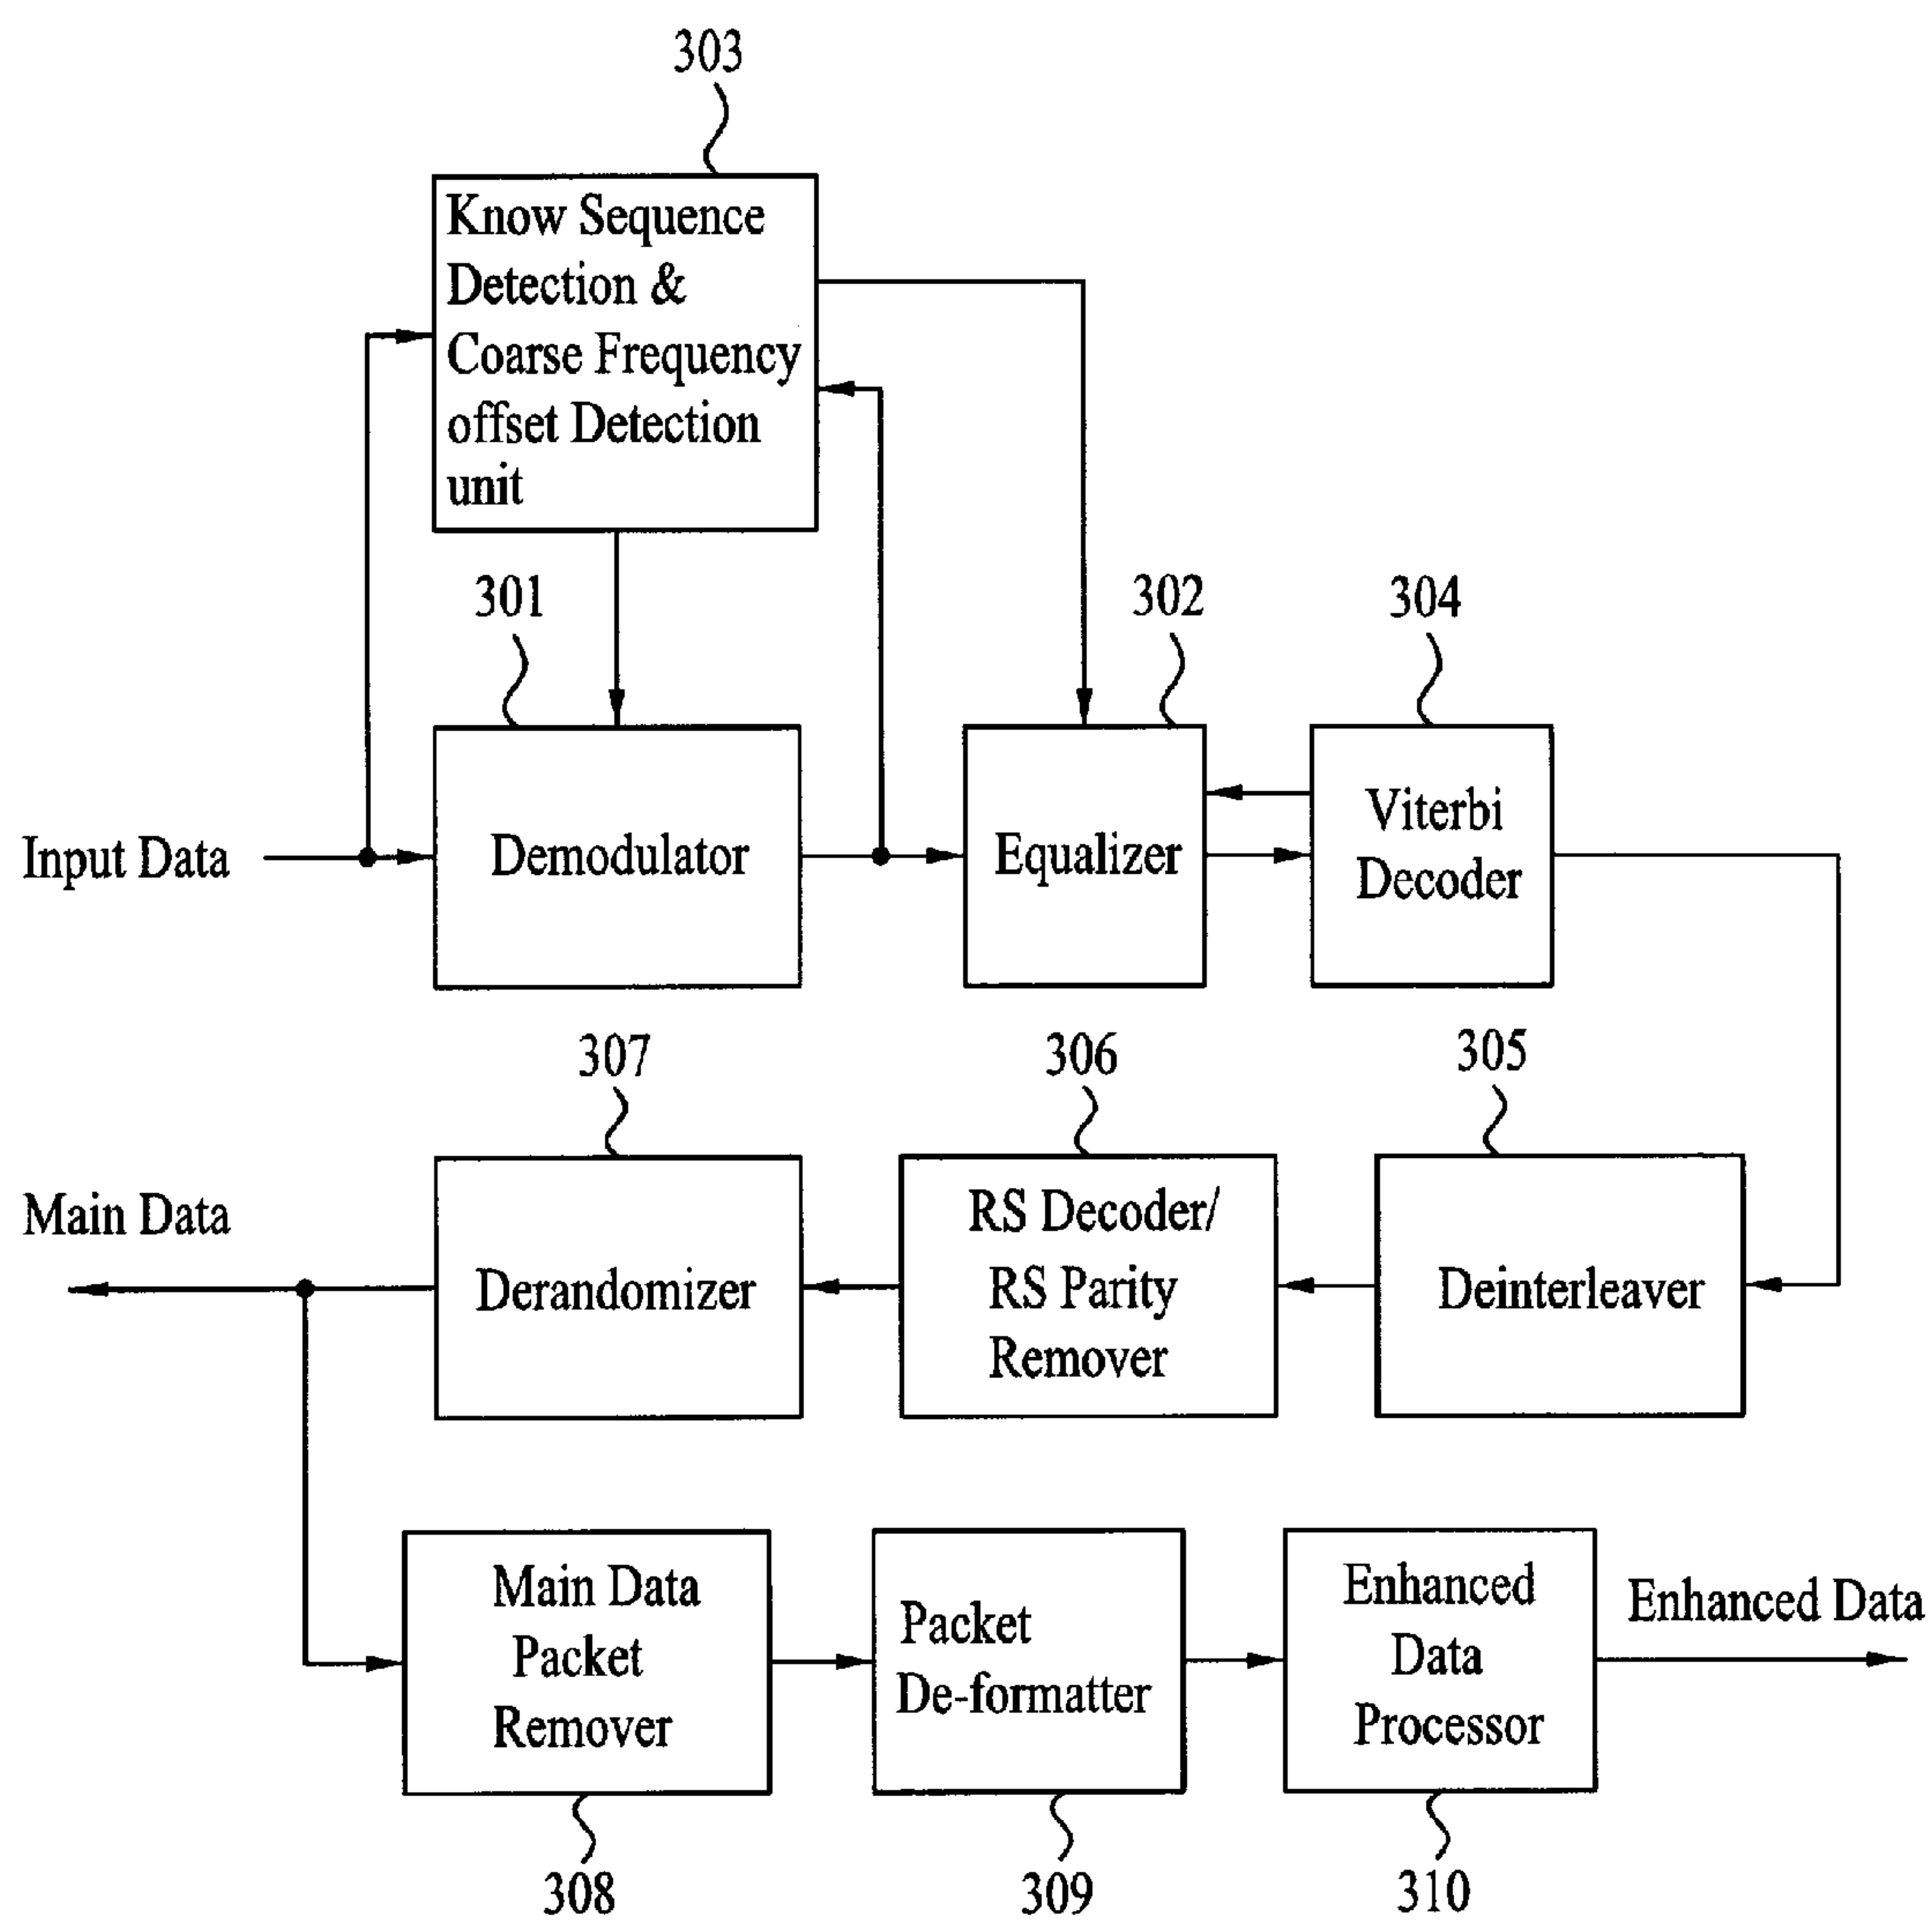 303
Know Sequence
Detection &
Coarse Frequency
offset Detection
unit
301
302
304
Input Data
Demodulator
Equalizer
Viterbi
Decoder
307
306
305
Main Data
Derandomizer
RS Decoder/
RS Parity
Remover
Deinterleaver
Main Data
Packet
Remover
Packet
De-formatter
Enhanced
Data
Processor
Enhanced Data
308
309
310